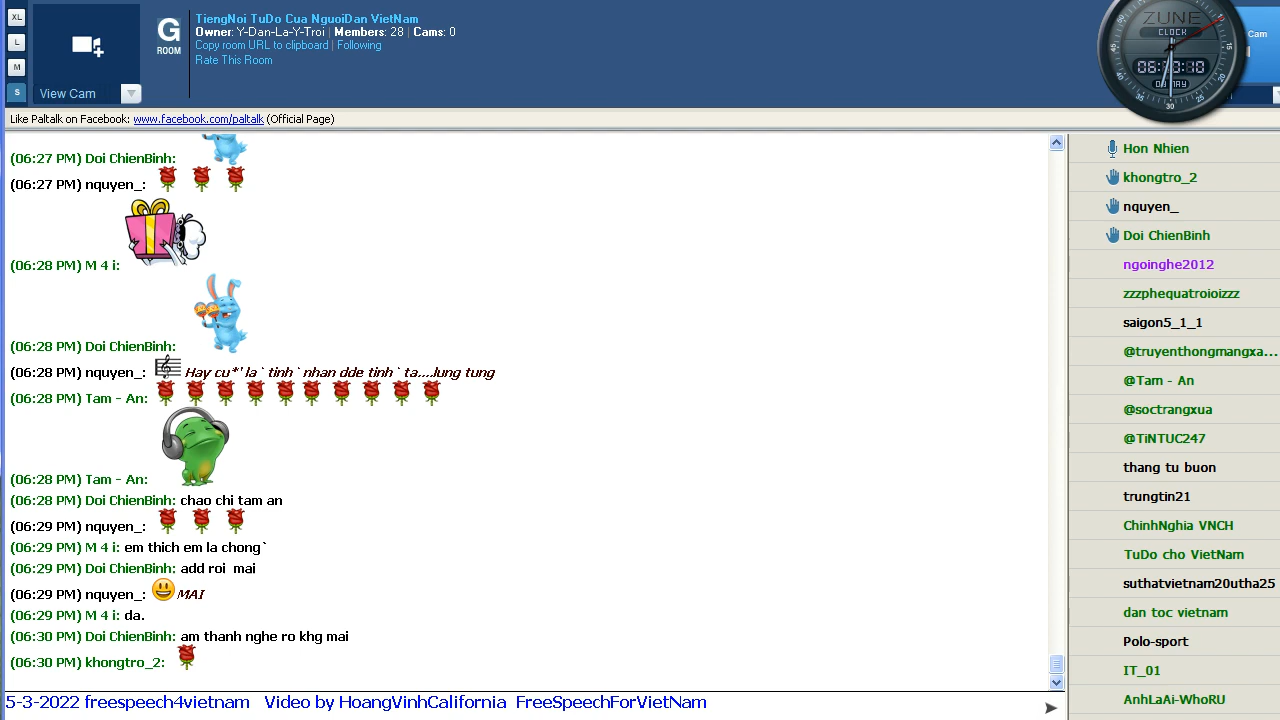 XL
L
M
S
View Cam
G
ROOM
TiengNoi TuDo Cua NguoiDan VietNam
Owner: Y-Dan-La-Y-Troi | Members: 28 | Cams: 0
Copy room URL to clipboard | Following
Rate This Room
ZUNE
CLOCK
Cam
Like Paltalk on Facebook: www.facebook.com/paltalk (Official Page)
(06:27 PM) Doi ChienBinh:
(06:27 PM) nquyen_:
(06:28 PM) M 4 i:
(06:28 PM) Doi ChienBinh:
(06:28 PM) nquyen_: Hay cu*' la` tinh` nhan dde tinh` ta....lung tung
(06:28 PM) Tam - An:
(06:28 PM) Tam - An:
(06:28 PM) Doi ChienBinh: chao chi tam an
(06:29 PM) nquyen_:
(06:29 PM) M 4 i: em thich em la chong`
(06:29 PM) Doi ChienBinh: add roi  mai
(06:29 PM) nquyen_: MAI
(06:29 PM) M 4 i: da.
(06:30 PM) Doi ChienBinh: am thanh nghe ro khg mai
(06:30 PM) khongtro_2:
Hon Nhien
khongtro_2
nquyen_
Doi ChienBinh
ngoinghe2012
zzzphequatroioizzz
saigon5_1_1
@truyenthongmangxa...
@Tam - An
@soctrangxua
@TiNTUC247
thang tu buon
trungtin21
ChinhNghia VNCH
TuDo cho VietNam
suthatvietnam20utha25
dan toc vietnam
Polo-sport
IT_01
AnhLaAi-WhoRU
5-3-2022 freespeech4vietnam   Video by HoangVinhCalifornia  FreeSpeechForVietNam